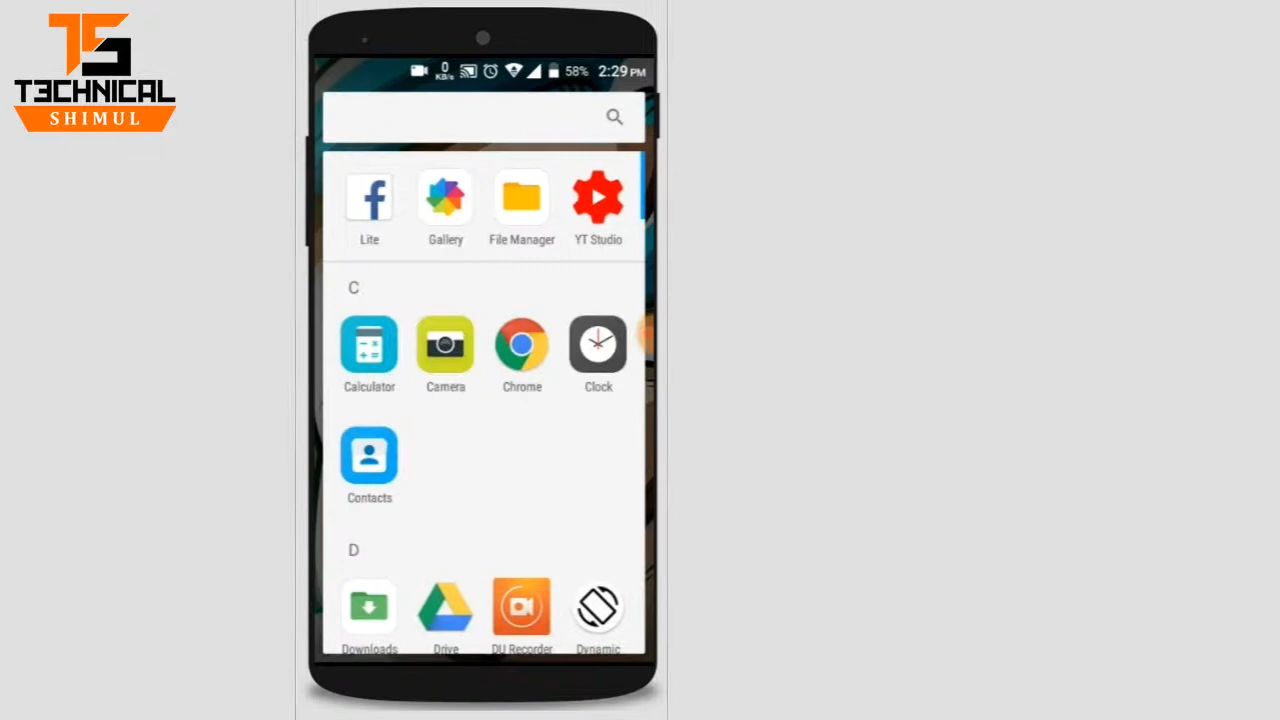 TECHNICAL
SHIMUL
0
KB/s
58% 2:29 PM
Lite Gallery File Manager YT Studio
C
Calculator Camera Chrome Clock
Contacts
D
Downloads Drive DU Recorder Dynamic